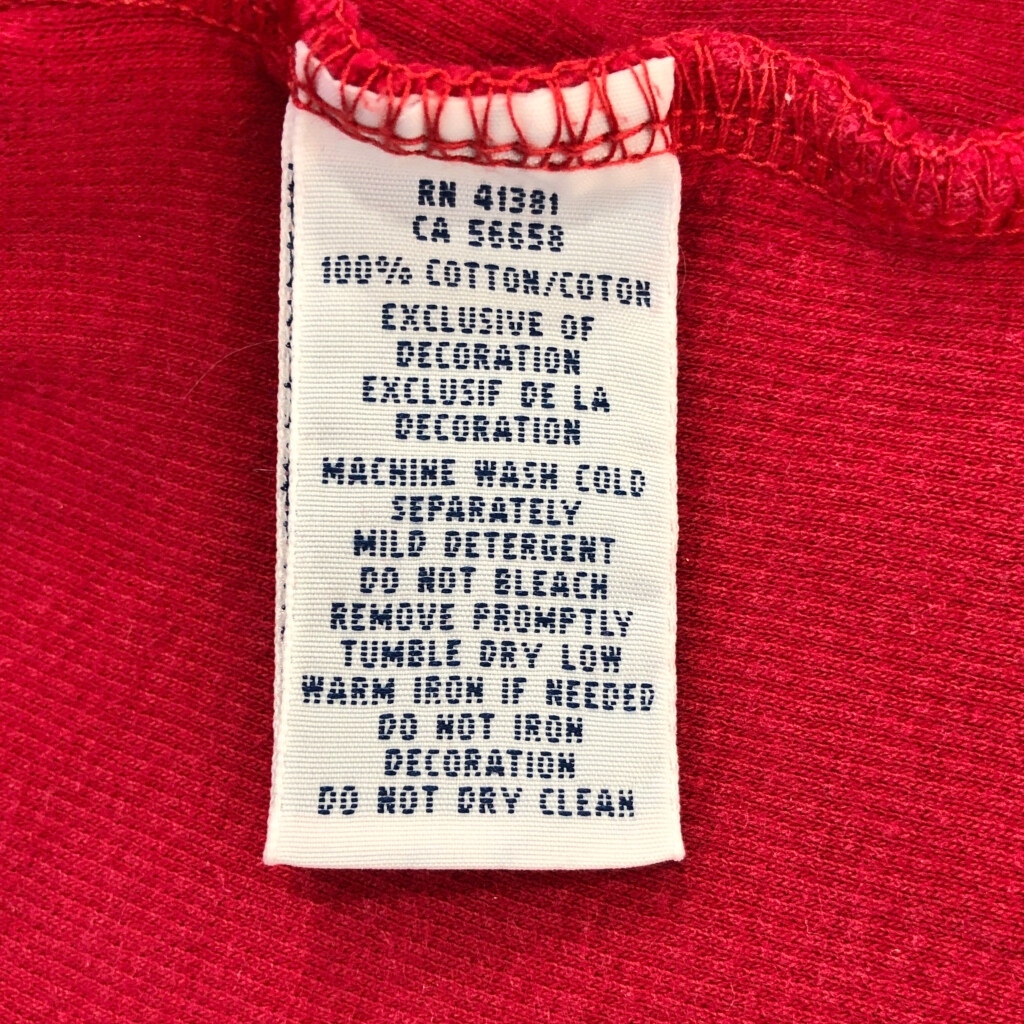 RN 41381
CA 56658
100% COTTON/COTON
EXCLUSIVE OF
DECORATION
EXCLUSIF DE LA
DECORATION
MACHINE WASH COLD
SEPARATELY
MILD DETERGENT
DO NOT BLEACH
REMOVE PROMPTLY
TUMBLE DRY LOW
WARM IRON IF NEEDED
DO NOT IRON
DECORATION
DO NOT DRY CLEAN